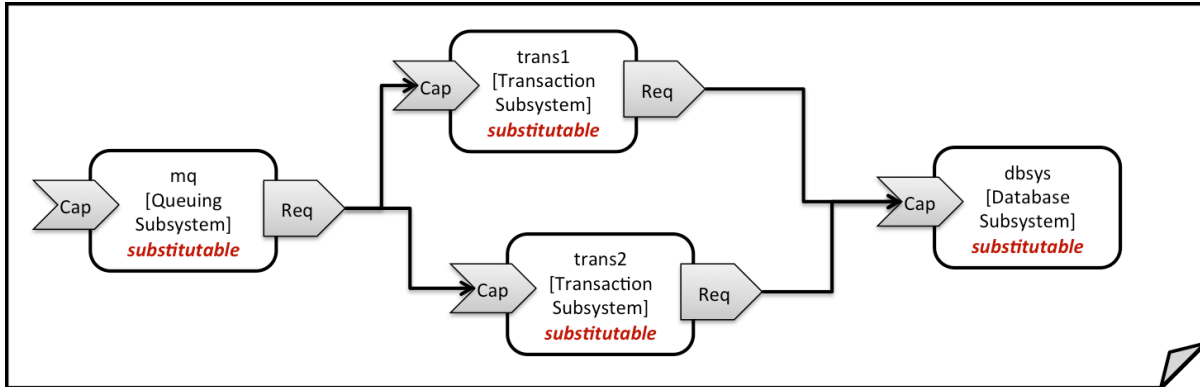 Cap
mq
[Queuing
Subsystem]
substitutable
Req
Cap
trans1
[Transaction
Subsystem]
substitutable
Req
Cap
trans2
[Transaction
Subsystem]
substitutable
Req
Cap
dbsys
[Database
Subsystem]
substitutable